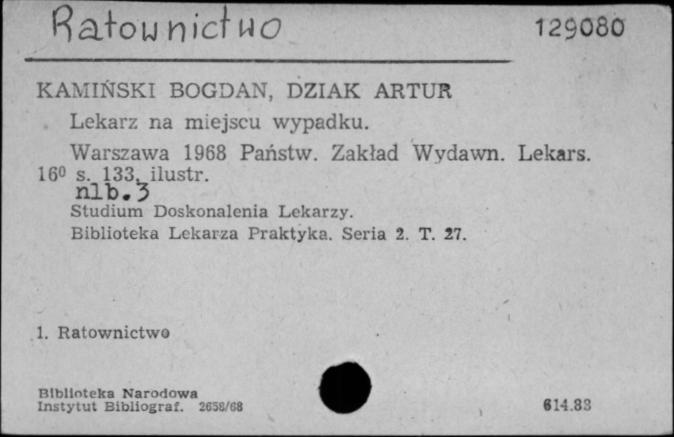 Ratownictwo 129080
KAMIŃSKI BOGDAN, DZIAK ARTUR
Lekarz na miejscu wypadku.
Warszawa 1968 Państw. Zakład Wydawn. Lekars.
16⁰ s. 133, ilustr.
nlb. 3
Studium Doskonalenia Lekarzy.
Biblioteka Lekarza Praktyka. Seria 2. T. 27.
1. Ratownictwo
Biblioteka Narodowa
Instytut Bibliograf. 2658/68 614.83